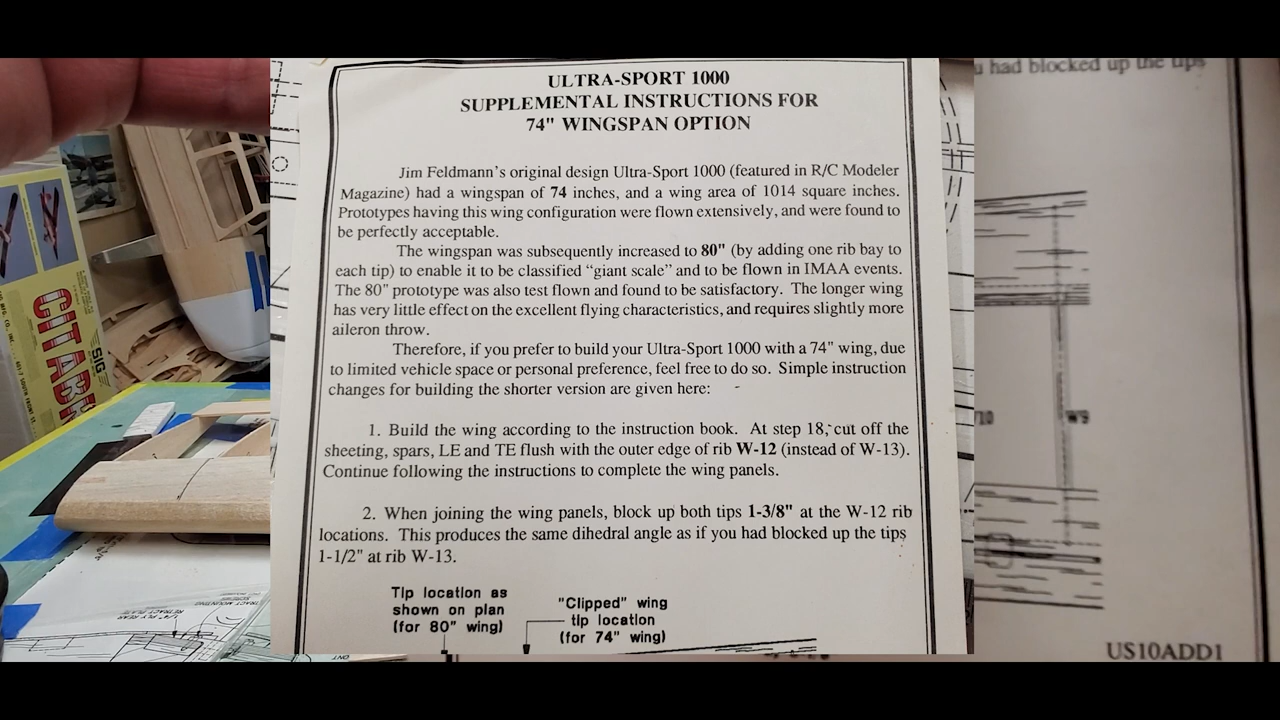 ULTRA-SPORT 1000
SUPPLEMENTAL INSTRUCTIONS FOR
74" WINGSPAN OPTION
Jim Feldmann's original design Ultra-Sport 1000 (featured in R/C Modeler
Magazine) had a wingspan of 74 inches, and a wing area of 1014 square inches.
Prototypes having this wing configuration were flown extensively, and were found to
be perfectly acceptable.
The wingspan was subsequently increased to 80" (by adding one rib bay to
each tip) to enable it to be classified "giant scale" and to be flown in IMAA events.
The 80" prototype was also test flown and found to be satisfactory. The longer wing
has very little effect on the excellent flying characteristics, and requires slightly more
aileron throw.
Therefore, if you prefer to build your Ultra-Sport 1000 with a 74" wing, due
to limited vehicle space or personal preference, feel free to do so. Simple instruction
changes for building the shorter version are given here:
1. Build the wing according to the instruction book. At step 18, cut off the
sheeting, spars, LE and TE flush with the outer edge of rib W-12 (instead of W-13).
Continue following the instructions to complete the wing panels.
2. When joining the wing panels, block up both tips 1-3/8" at the W-12 rib
locations. This produces the same dihedral angle as if you had blocked up the tips
1-1/2" at rib W-13.
Tip location as
shown on plan
(for 80" wing)
"Clipped" wing
tip location
(for 74" wing)
had blocked up the tips
W9
US10ADD1
SIG